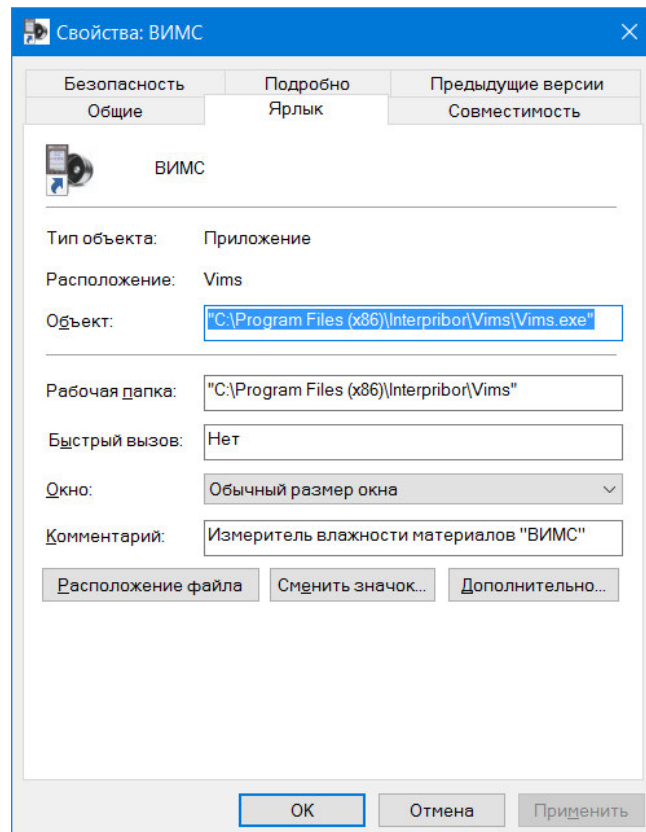 Свойства: ВИМС
Безопасность Подробно Предыдущие версии
Общие Ярлык Совместимость
ВИМС
Тип объекта: Приложение
Расположение: Vims
Объект: "C:\Program Files (x86)\Interpribor\Vims\Vims.exe"
Рабочая папка: "C:\Program Files (x86)\Interpribor\Vims"
Быстрый вызов: Нет
Окно: Обычный размер окна
Комментарий: Измеритель влажности материалов "ВИМС"
Расположение файла Сменить значок... Дополнительно...
ОК Отмена Применить